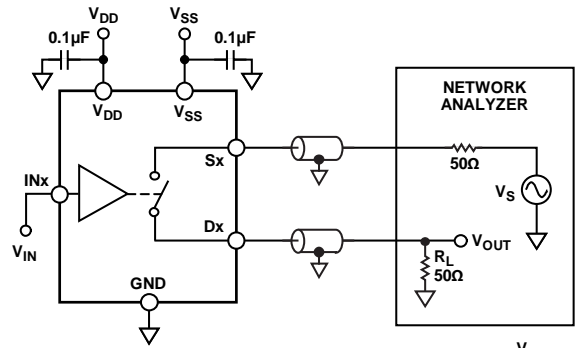 VDD
VSS
0.1µF
0.1µF
VDD
VSS
NETWORK
ANALYZER
Sx
50Ω
INx
VS
Dx
VOUT
VIN
RL
50Ω
GND
V